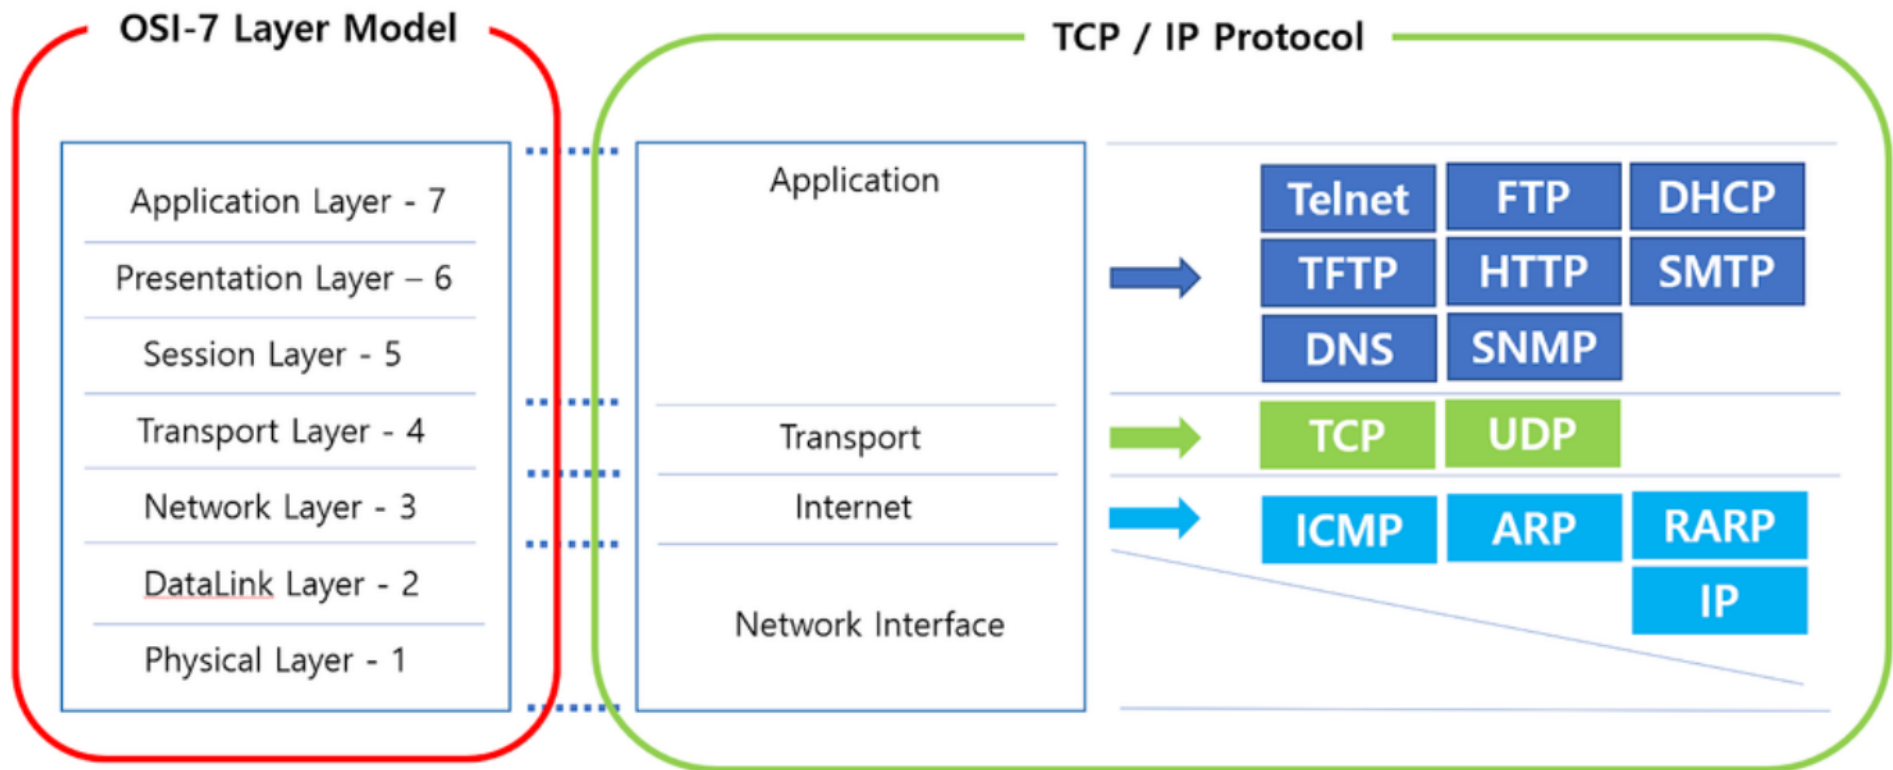 OSI-7 Layer Model
Application Layer - 7
Presentation Layer – 6
Session Layer - 5
Transport Layer - 4
Network Layer - 3
DataLink Layer - 2
Physical Layer - 1
TCP / IP Protocol
Application
Transport
Internet
Network Interface
Telnet FTP DHCP
TFTP HTTP SMTP
DNS SNMP
TCP UDP
ICMP ARP RARP
IP